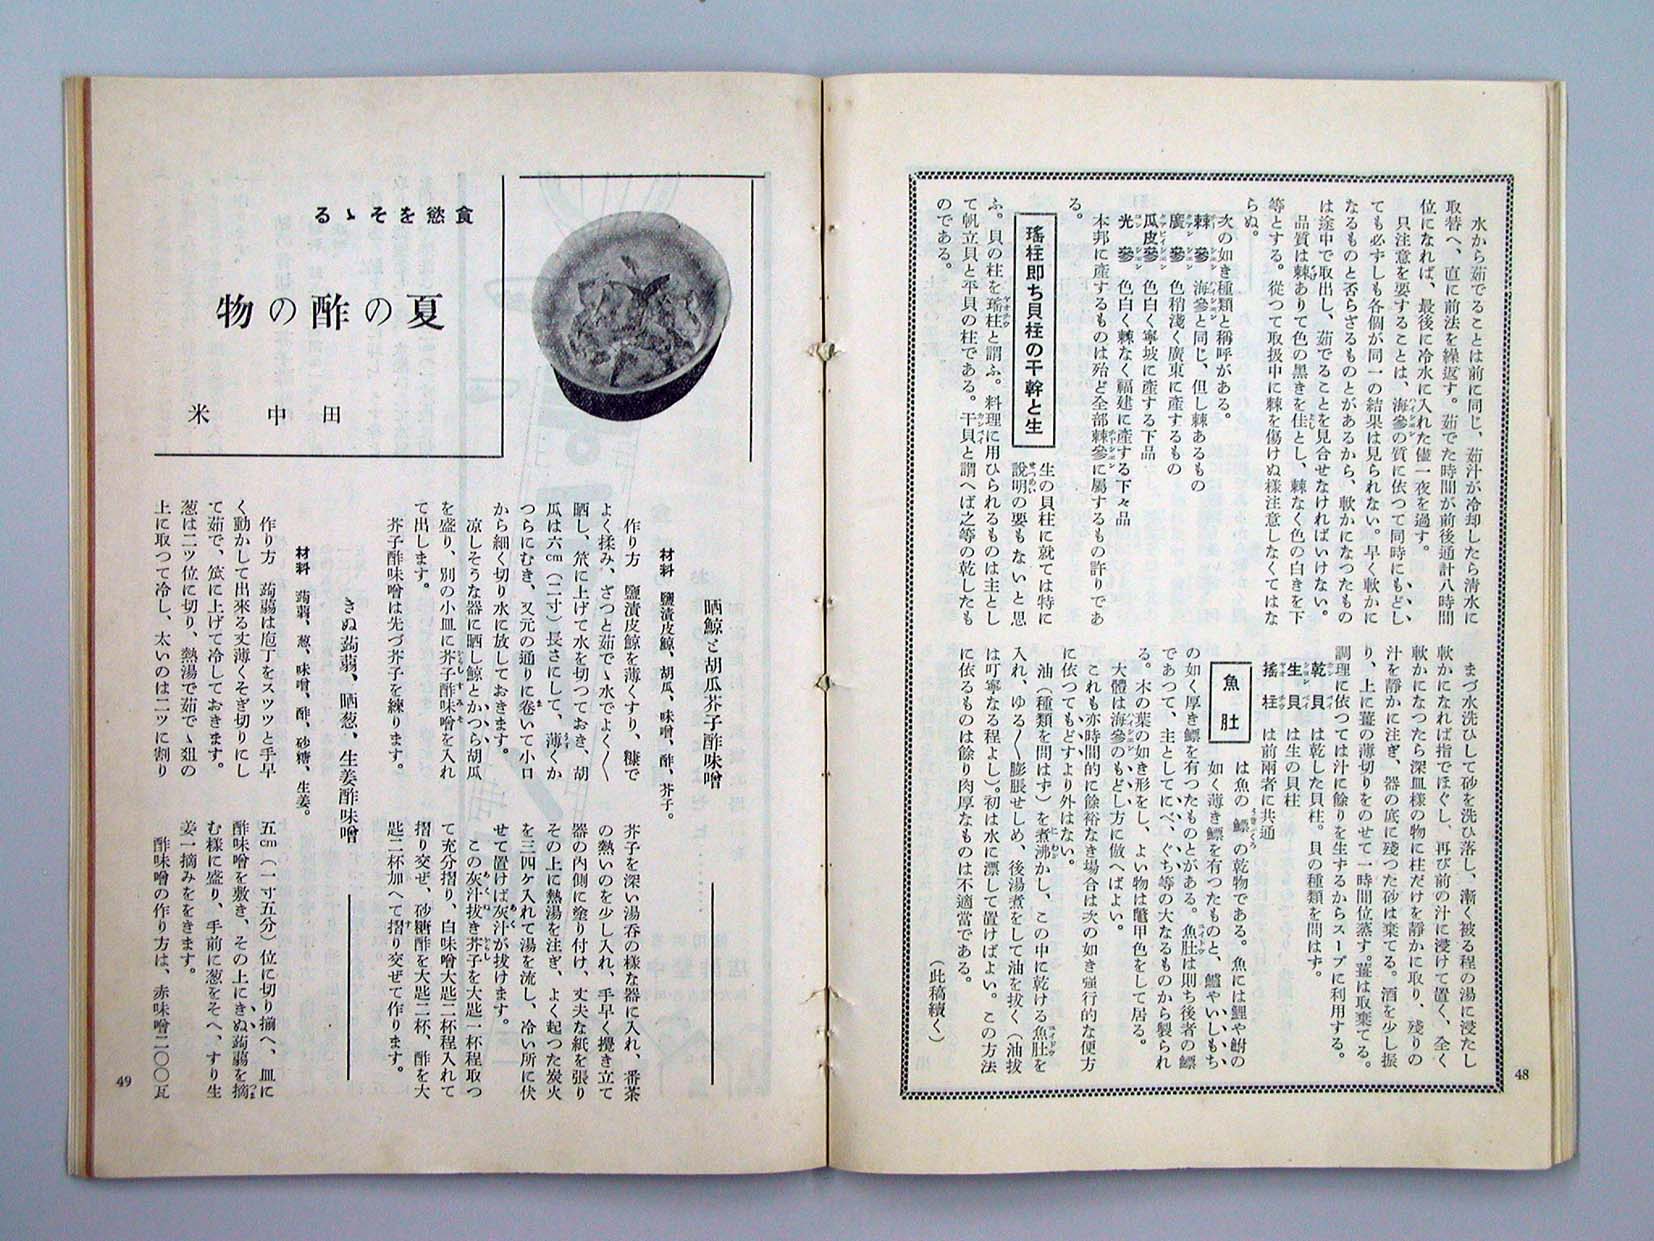 水から茹でることは前に同じ、茹汁が冷却したら清水に
取替へ、直に前法を繰返す。茹でた時間が前後通計八時間
位になれば、最後に冷水に入れた儘一夜を過す。
只注意を要することは、海參の質に依つて同時にもどし
ても必ずしも各個が同一の結果は見られない。早く軟かに
なるものと否らざるものとがあるから、軟かになつたもの
は途中で取出し、茹でることを見合せなければいけない。
品質は棘ありて色の黒きを佳とし、棘なく色の白きを下
等とする。從つて取扱中に棘を傷けぬ樣注意しなくてはな
らぬ。
次の如き種類と稱呼がある。
棘參 海參と同じ、但し棘あるもの
廣參 色稍淺く廣東に產するもの
瓜皮參 色白く寧坡に產する下品
光參 色白く棘なく福建に產する下々品
本邦に產するものは殆ど全部棘參に屬するもの許りであ
る。
瑤柱即ち貝柱の干幹と生
生の貝柱に就ては特に
說明の要もないと思
ふ。貝の柱を瑤柱と謂ふ。料理に用ひられるものは主とし
て帆立貝と平貝の柱である。干貝と謂へば之等の乾したも
のである。
まづ水洗ひして砂を洗ひ落し、漸く被る程の湯に浸たし
軟かになれば指でほぐし、再び前の汁に浸けて置く、全く
軟かになつたら深皿樣の物に柱だけを靜かに取り、殘りの
汁を靜かに注ぎ、器の底に殘つた砂は棄てる。酒を少し振
り、上に薑の薄切りをのせて一時間位蒸す。薑は取棄てる。
調理に依つては汁に餘りを生するからスープに利用する。
乾貝 は乾した貝柱。貝の種類を問はず。
生貝 は生の貝柱
搖柱 は前兩者に共通
魚肚
は魚の鰾の乾物である。魚には鯉や鮒の
如く薄き鰾を有つたものと、鱸やいしもち
の如く厚き鰾を有つたものとがある。魚肚は則ち後者の鰾
であつて、主としてにべ、ぐち等の大なるものから製られ
る。木の葉の如き形をし、よい物は鼈甲色をして居る。
大體は海參のもどし方に倣へばよい。
これも亦時間的に餘裕なき場合は次の如き强行的な便方
に依つてもどすより外はない。
油（種類を問はず）を煮沸かし、この中に乾ける魚肚を
入れ、ゆる〱膨脹せしめ、後湯煮をして油を拔く（油拔
は叮寧なる程よし）。初は水に漂して置けばよい。この方法
に依るものは餘り肉厚なものは不適當である。
（此稿續く）
48
食慾をそゝる
夏の酢の物
田中米
晒鯨と胡瓜芥子酢味噌
材料 鹽漬皮鯨、胡瓜、味噌、酢、芥子。
作り方 鹽漬皮鯨を薄くすり、糠で
よく揉み、ざつと茹でゝ水でよく〱
晒し、笊に上げて水を切つておき、胡
瓜は六cm（二寸）長さにして、薄くか
つらにむき、又元の通りに卷いて小口
から細く切り水に放しておきます。
凉しそうな器に晒し鯨とかつら胡瓜
を盛り、別の小皿に芥子酢味噌を入れ
て出します。
芥子酢味噌は先づ芥子を練ります。
芥子を深い湯呑の樣な器に入れ、番茶
の熱いのを少し入れ、手早く攪き立て
器の內側に塗り付け、丈夫な紙を張り
その上に熱湯を注ぎ、よく起つた炭火
を三四ヶ入れて湯を流し、冷い所に伏
せて置けば灰汁が拔けます。
この灰汁拔き芥子を大匙一杯程取つ
て充分摺り、白味噌大匙二杯程入れて
摺り交ぜ、砂糖酢を大匙二杯、酢を大
匙二杯加へて摺り交ぜて作ります。
きぬ蒟蒻、晒葱、生姜酢味噌
材料 蒟蒻、葱、味噌、酢、砂糖、生姜。
作り方 蒟蒻は庖丁をスツツと手早
く動かして出來る丈薄くそぎ切りにし
て茹で、笊に上げて冷しておきます。
葱は二ツ位に切り、熱湯で茹でゝ俎の
上に取つて冷し、太いのは二ツに割り
五cm（一寸五分）位に切り揃へ、皿に
酢味噌を敷き、その上にきぬ蒟蒻を摘
む樣に盛り、手前に葱をそへ、すり生
姜一摘みををきます。
酢味噌の作り方は、赤味噌二〇〇瓦
49